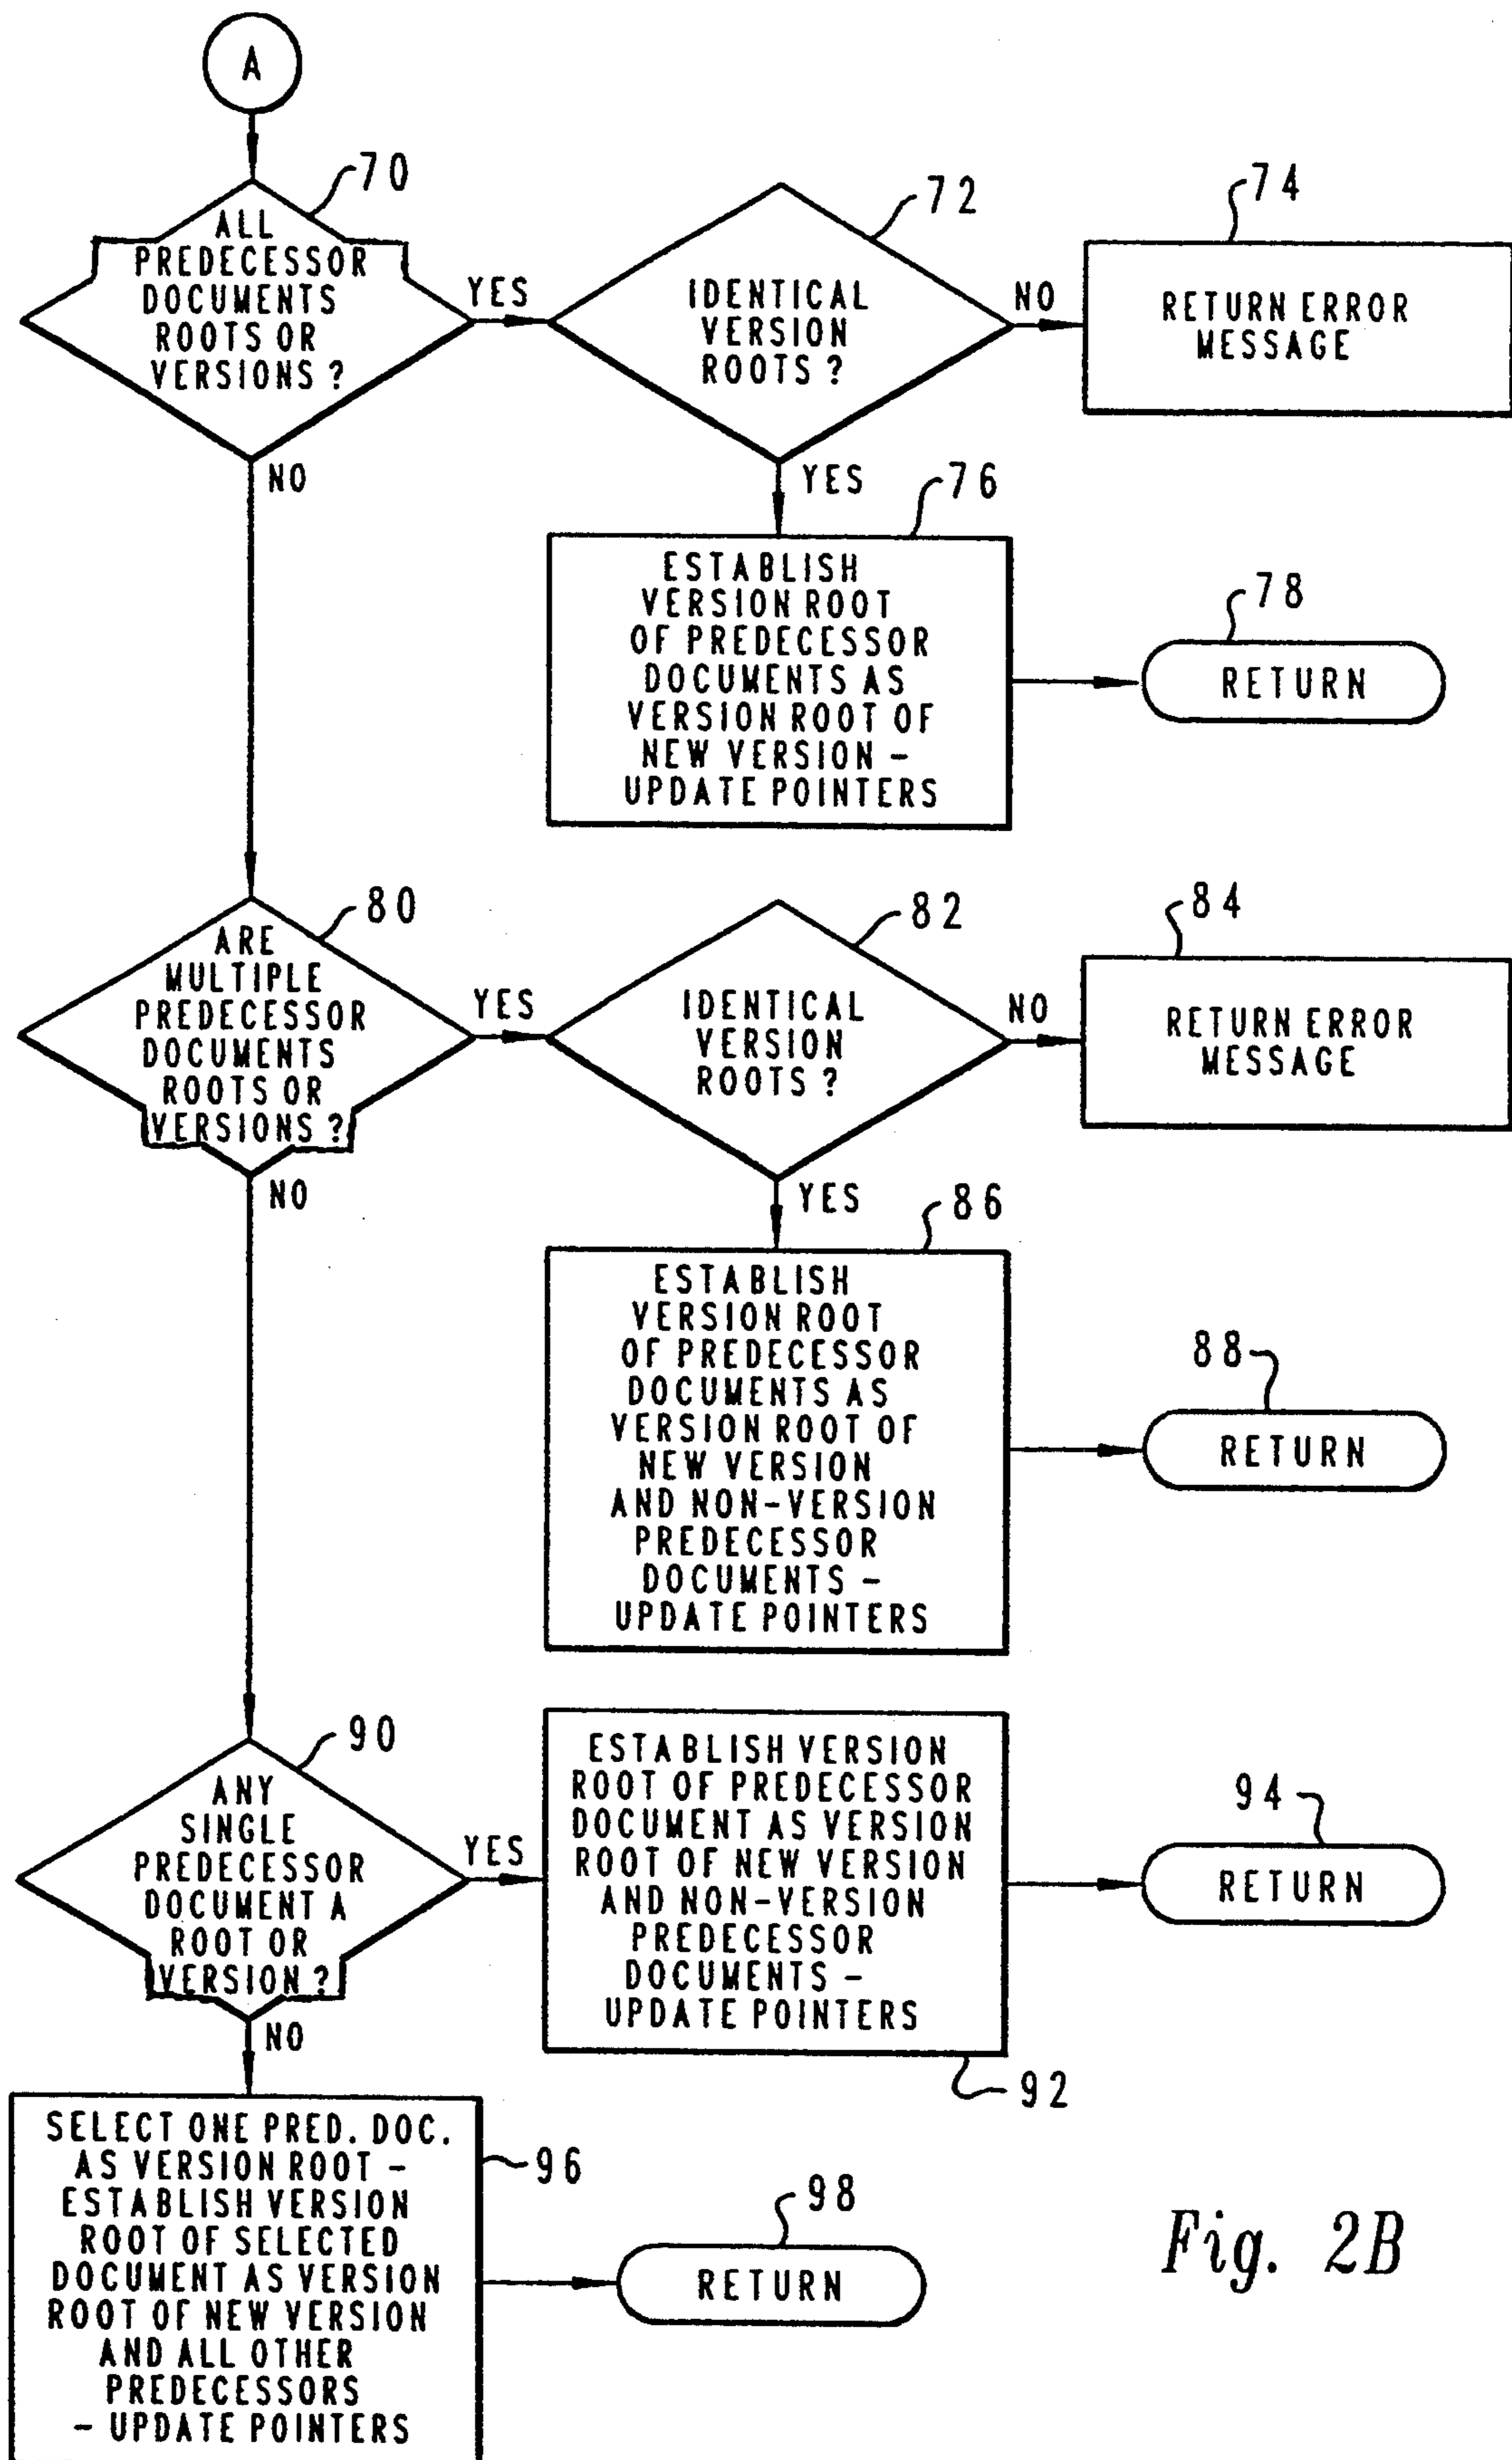 A
70
ALL
PREDECESSOR
DOCUMENTS
ROOTS OR
VERSIONS ?
YES
NO
72
IDENTICAL
VERSION
ROOTS ?
NO
YES
74
RETURN ERROR
MESSAGE
76
ESTABLISH
VERSION ROOT
OF PREDECESSOR
DOCUMENTS AS
VERSION ROOT OF
NEW VERSION -
UPDATE POINTERS
78
RETURN
80
ARE
MULTIPLE
PREDECESSOR
DOCUMENTS
ROOTS OR
VERSIONS ?
YES
NO
82
IDENTICAL
VERSION
ROOTS ?
NO
YES
84
RETURN ERROR
MESSAGE
86
ESTABLISH
VERSION ROOT
OF PREDECESSOR
DOCUMENTS AS
VERSION ROOT OF
NEW VERSION
AND NON-VERSION
PREDECESSOR
DOCUMENTS -
UPDATE POINTERS
88
RETURN
90
ANY
SINGLE
PREDECESSOR
DOCUMENT A
ROOT OR
VERSION ?
YES
NO
ESTABLISH VERSION
ROOT OF PREDECESSOR
DOCUMENT AS VERSION
ROOT OF NEW VERSION
AND NON-VERSION
PREDECESSOR
DOCUMENTS -
UPDATE POINTERS
92
94
RETURN
SELECT ONE PRED. DOC.
AS VERSION ROOT -
ESTABLISH VERSION
ROOT OF SELECTED
DOCUMENT AS VERSION
ROOT OF NEW VERSION
AND ALL OTHER
PREDECESSORS
- UPDATE POINTERS
96
98
RETURN
Fig. 2B